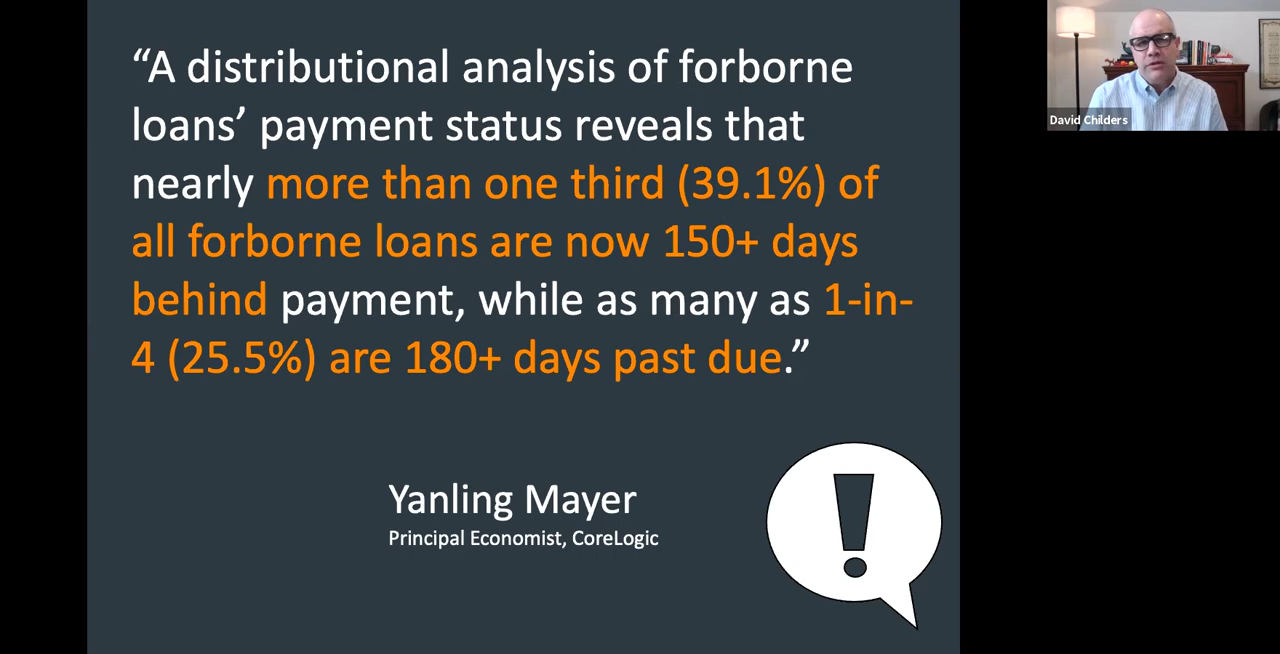 “A distributional analysis of forborne
loans’ payment status reveals that
nearly more than one third (39.1%) of
all forborne loans are now 150+ days
behind payment, while as many as 1-in-
4 (25.5%) are 180+ days past due.”
Yanling Mayer
Principal Economist, CoreLogic
!
David Childers